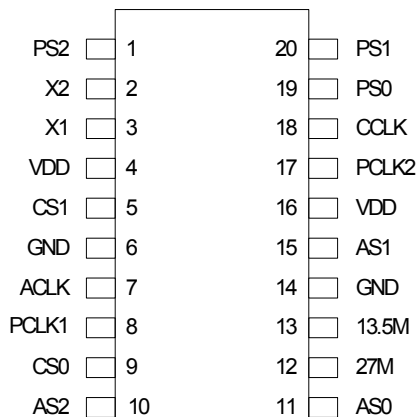 PS2 1 20 PS1
X2 2 19 PS0
X1 3 18 CCLK
VDD 4 17 PCLK2
CS1 5 16 VDD
GND 6 15 AS1
ACLK 7 14 GND
PCLK1 8 13 13.5M
CS0 9 12 27M
AS2 10 11 AS0